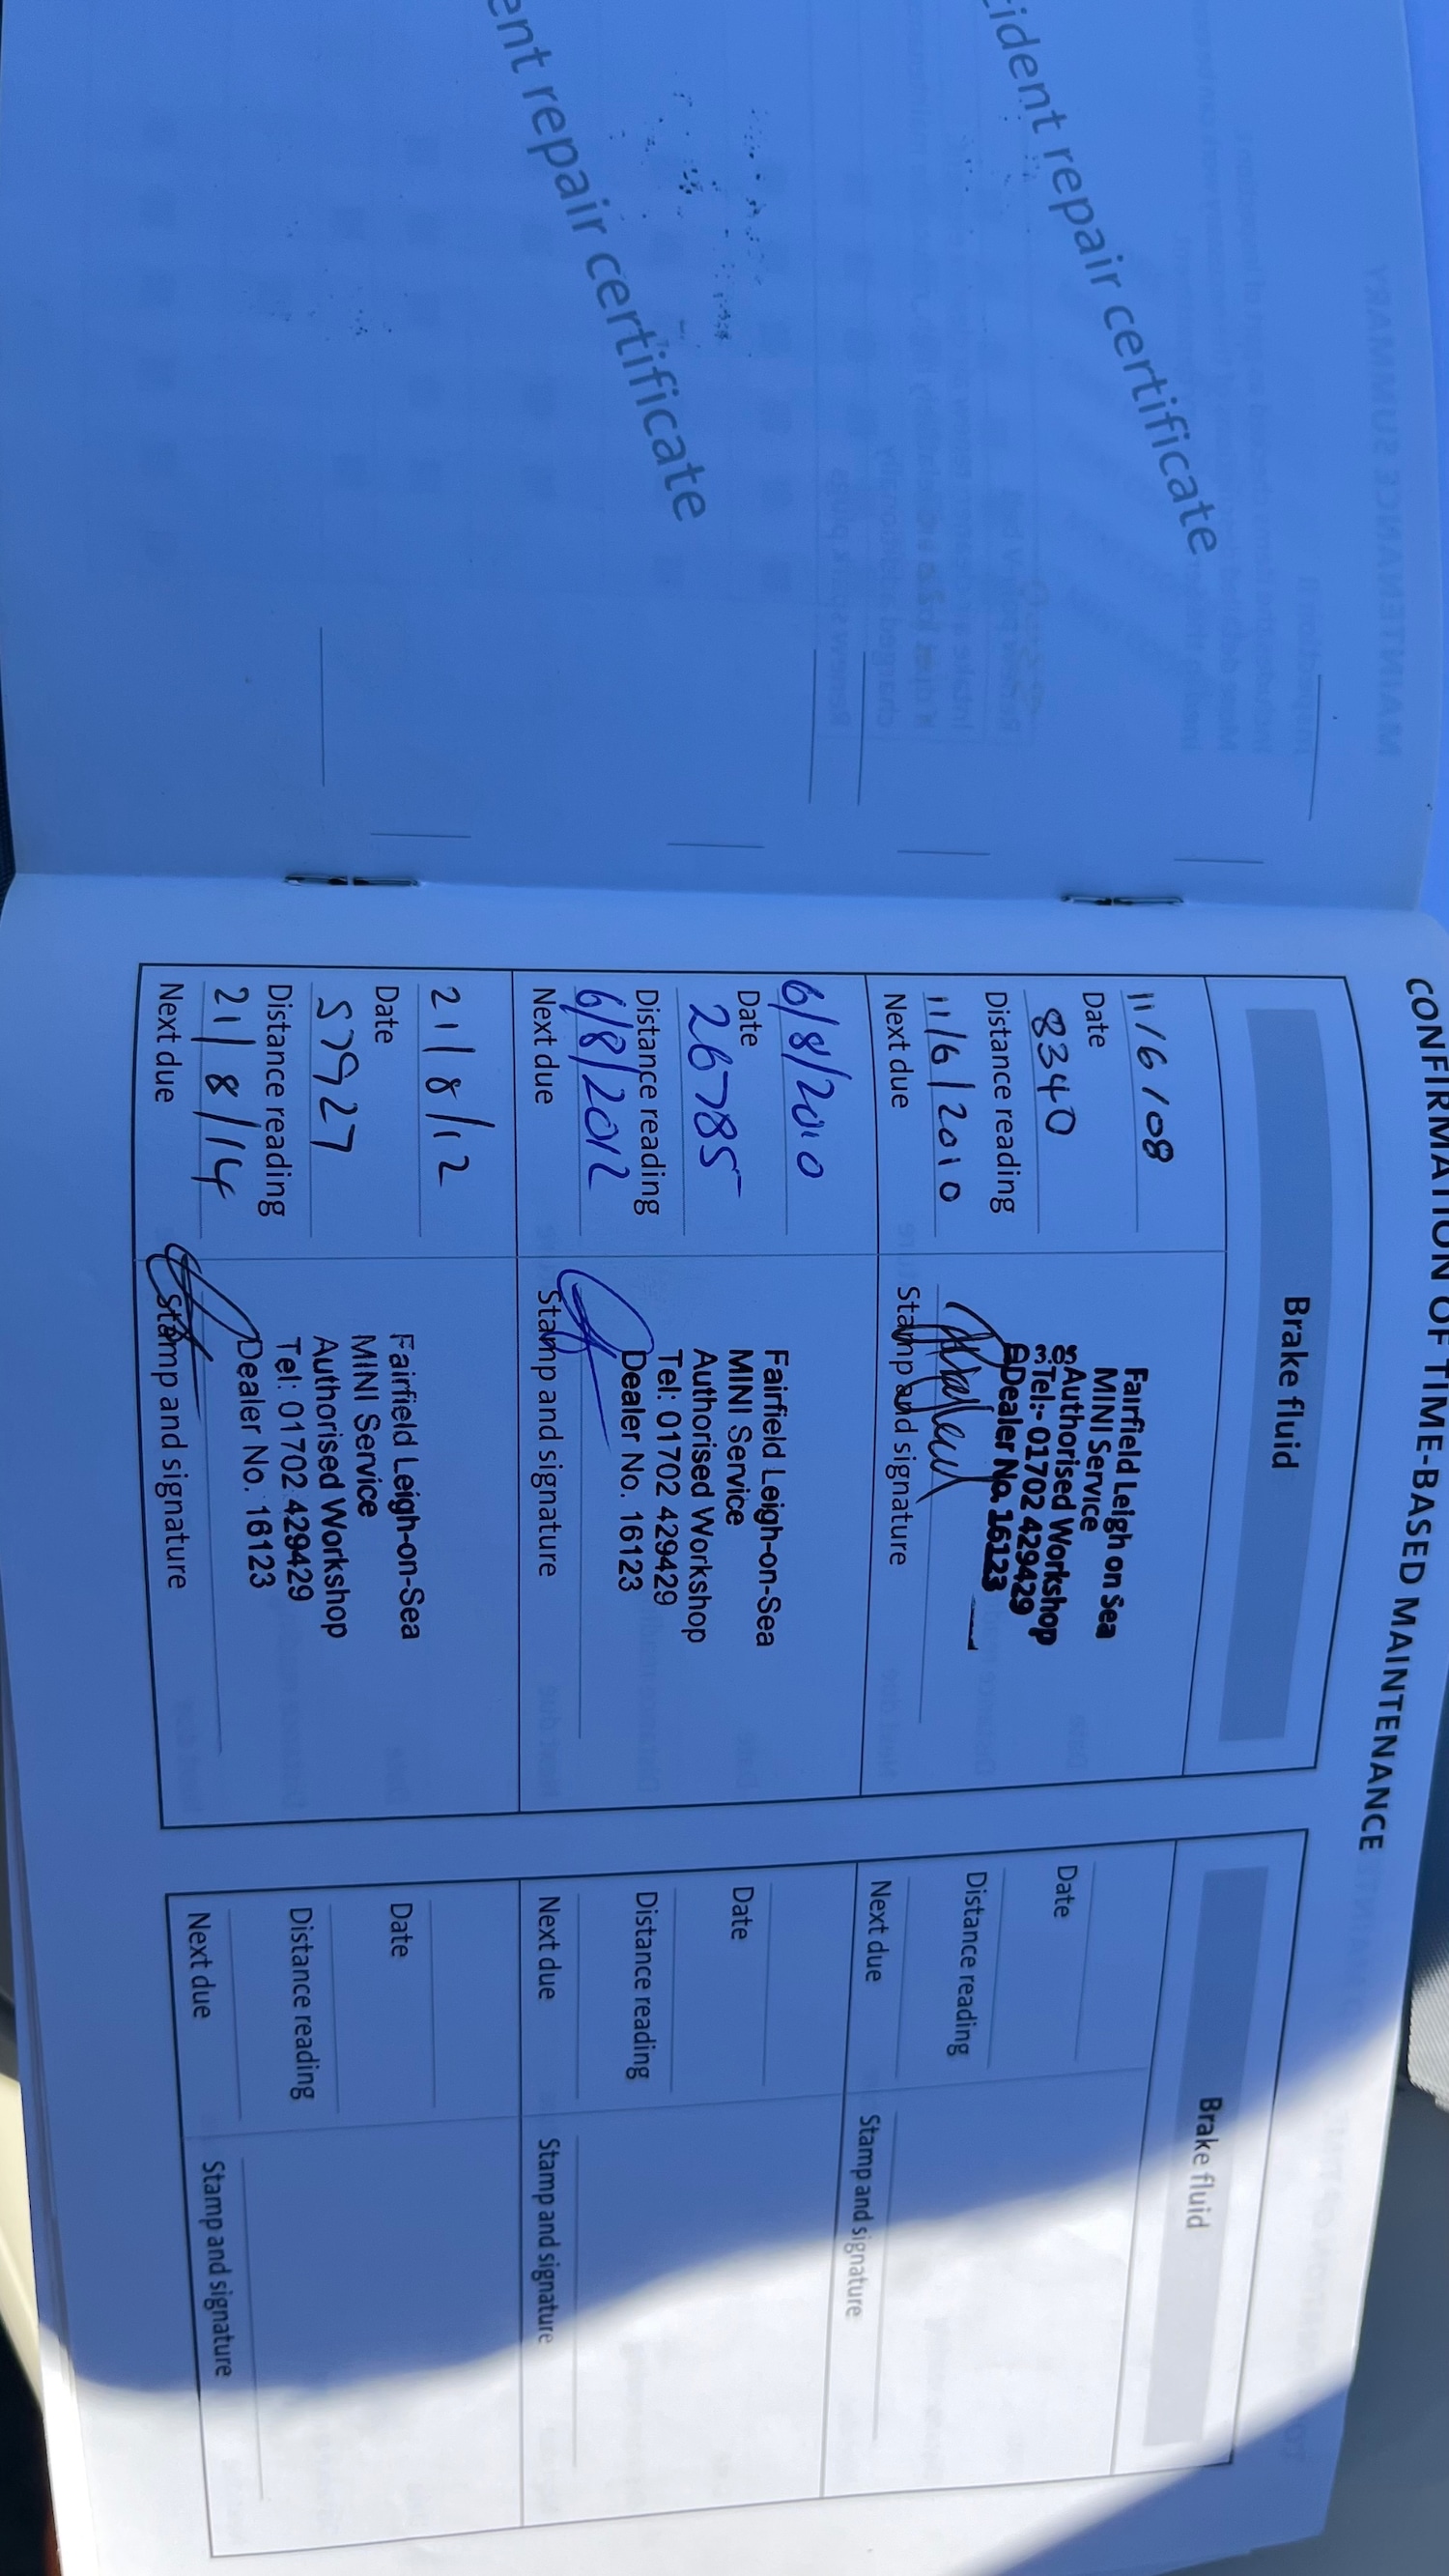 ent repair certificate
cident repair certificate
CONFIRMATION OF TIME-BASED MAINTENANCE
Brake fluid
11/6/08
Date
8340
Distance reading
11/6/2010
Next due
Fairfield Leigh on Sea
MINI Service
Authorised Workshop
Tel:- 01702 429429
Dealer No. 16123
Stamp and signature
6/8/2010
Date
26785
Distance reading
6/8/2012
Next due
Fairfield Leigh-on-Sea
MINI Service
Authorised Workshop
Tel: 01702 429429
Dealer No. 16123
Stamp and signature
21/8/12
Date
57927
Distance reading
21/8/14
Next due
Fairfield Leigh-on-Sea
MINI Service
Authorised Workshop
Tel: 01702 429429
Dealer No. 16123
Stamp and signature
Brake fluid
Date
Distance reading
Next due
Stamp and signature
Date
Distance reading
Next due
Stamp and signature
Date
Distance reading
Next due
Stamp and signature